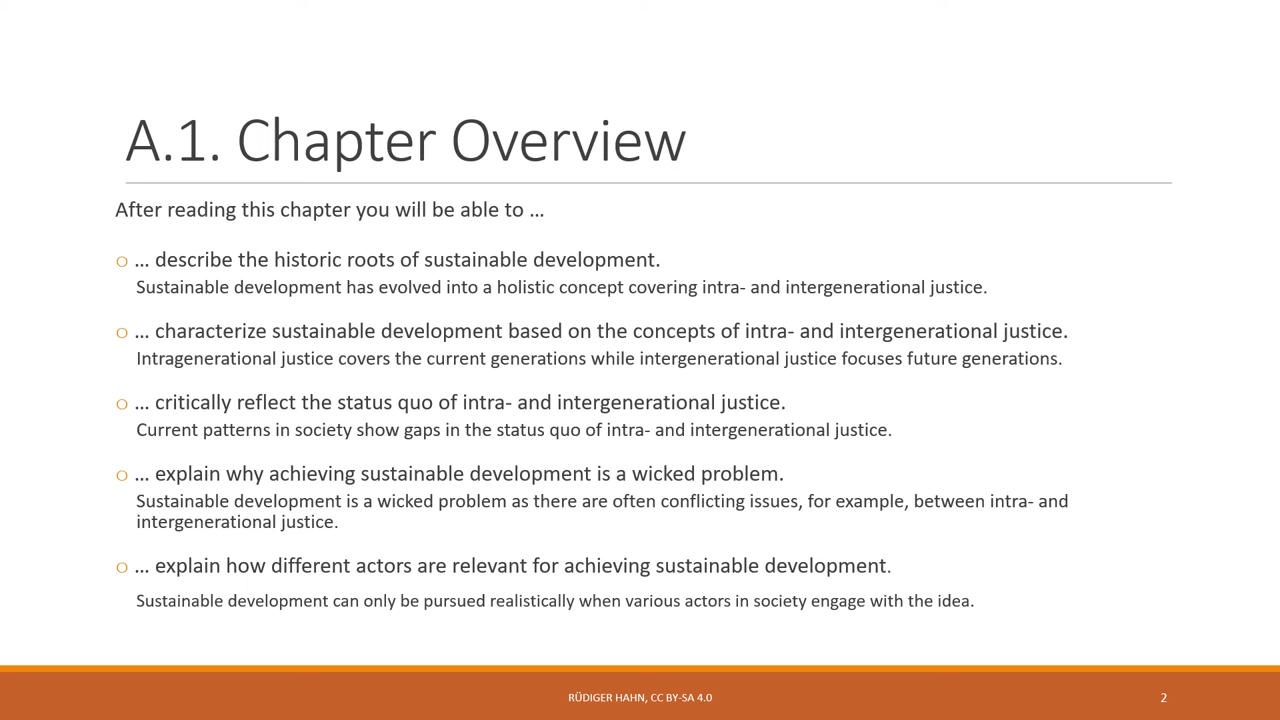 A.1. Chapter Overview
After reading this chapter you will be able to …
o … describe the historic roots of sustainable development.
Sustainable development has evolved into a holistic concept covering intra- and intergenerational justice.
o … characterize sustainable development based on the concepts of intra- and intergenerational justice.
Intragenerational justice covers the current generations while intergenerational justice focuses future generations.
o … critically reflect the status quo of intra- and intergenerational justice.
Current patterns in society show gaps in the status quo of intra- and intergenerational justice.
o … explain why achieving sustainable development is a wicked problem.
Sustainable development is a wicked problem as there are often conflicting issues, for example, between intra- and
intergenerational justice.
o … explain how different actors are relevant for achieving sustainable development.
Sustainable development can only be pursued realistically when various actors in society engage with the idea.
RÜDIGER HAHN, CC BY-SA 4.0
2